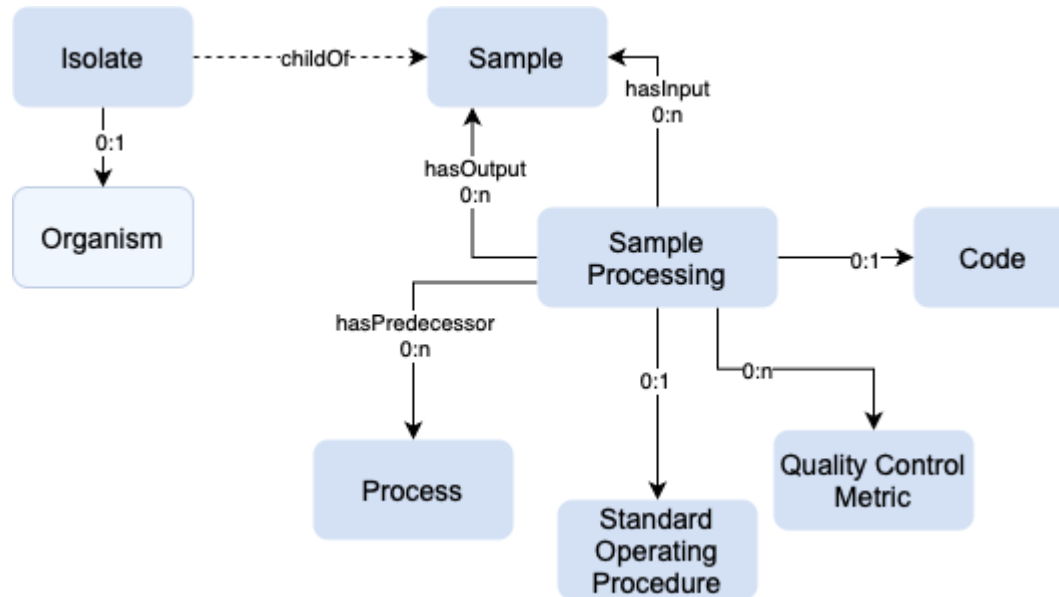 Isolate
childOf
Sample
hasInput
0:n
0:1
hasOutput
0:n
Organism
Sample
Processing
0:1
Code
hasPredecessor
0:n
0:1
0:n
Process
Quality Control
Metric
Standard
Operating
Procedure